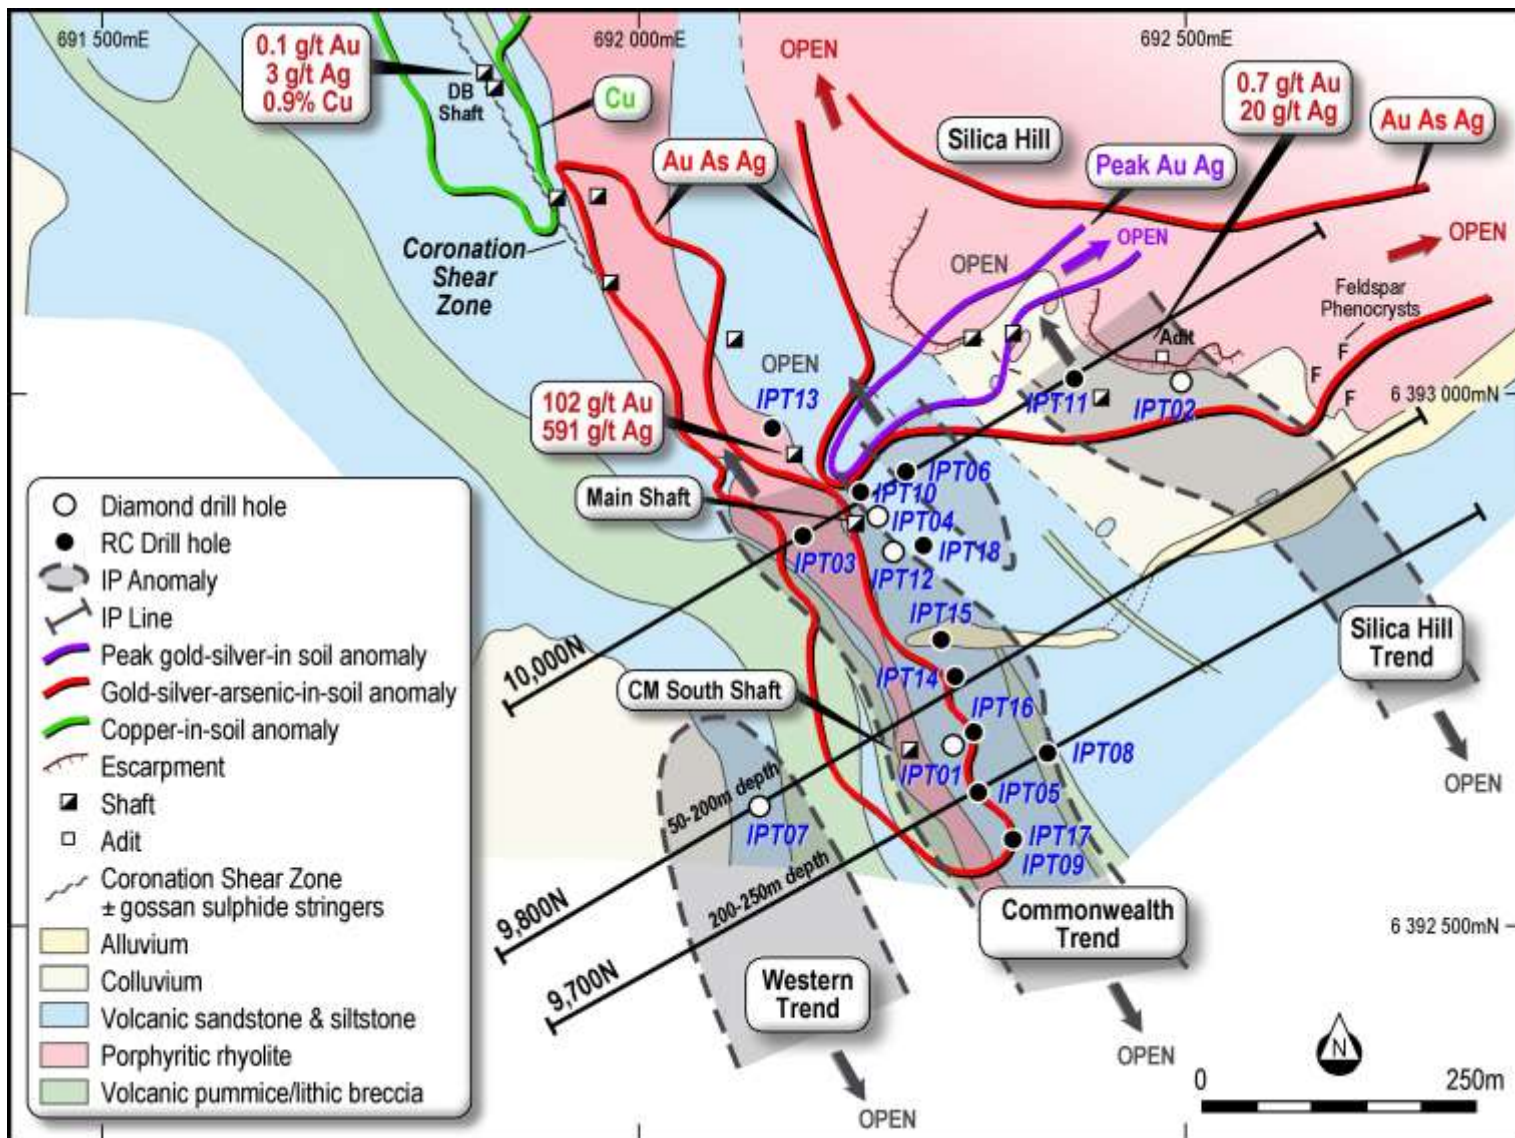 691 500mE
692 000mE
692 500mE
0.1 g/t Au
3 g/t Ag
0.9% Cu
DB
Shaft
Cu
OPEN
Silica Hill
0.7 g/t Au
20 g/t Ag
Au As Ag
Au As Ag
Peak Au Ag
Coronation
Shear
Zone
OPEN
OPEN
OPEN
Feldspar
Phenocrysts
F
F
F
Adit
OPEN
IPT13
IPT11
IPT02
6 393 000mN
102 g/t Au
591 g/t Ag
Main Shaft
IPT06
IPT10
IPT04
IPT03
IPT18
IPT12
IPT15
IPT14
CM South Shaft
IPT16
IPT01
IPT08
IPT05
IPT17
IPT09
IPT07
10,000N
9,800N
9,700N
50-200m depth
200-250m depth
Silica Hill
Trend
OPEN
Commonwealth
Trend
6 392 500mN
Western
Trend
OPEN
OPEN
N
0
250m
Diamond drill hole
RC Drill hole
IP Anomaly
IP Line
Peak gold-silver-in soil anomaly
Gold-silver-arsenic-in-soil anomaly
Copper-in-soil anomaly
Escarpment
Shaft
Adit
Coronation Shear Zone
± gossan sulphide stringers
Alluvium
Colluvium
Volcanic sandstone & siltstone
Porphyritic rhyolite
Volcanic pummice/lithic breccia